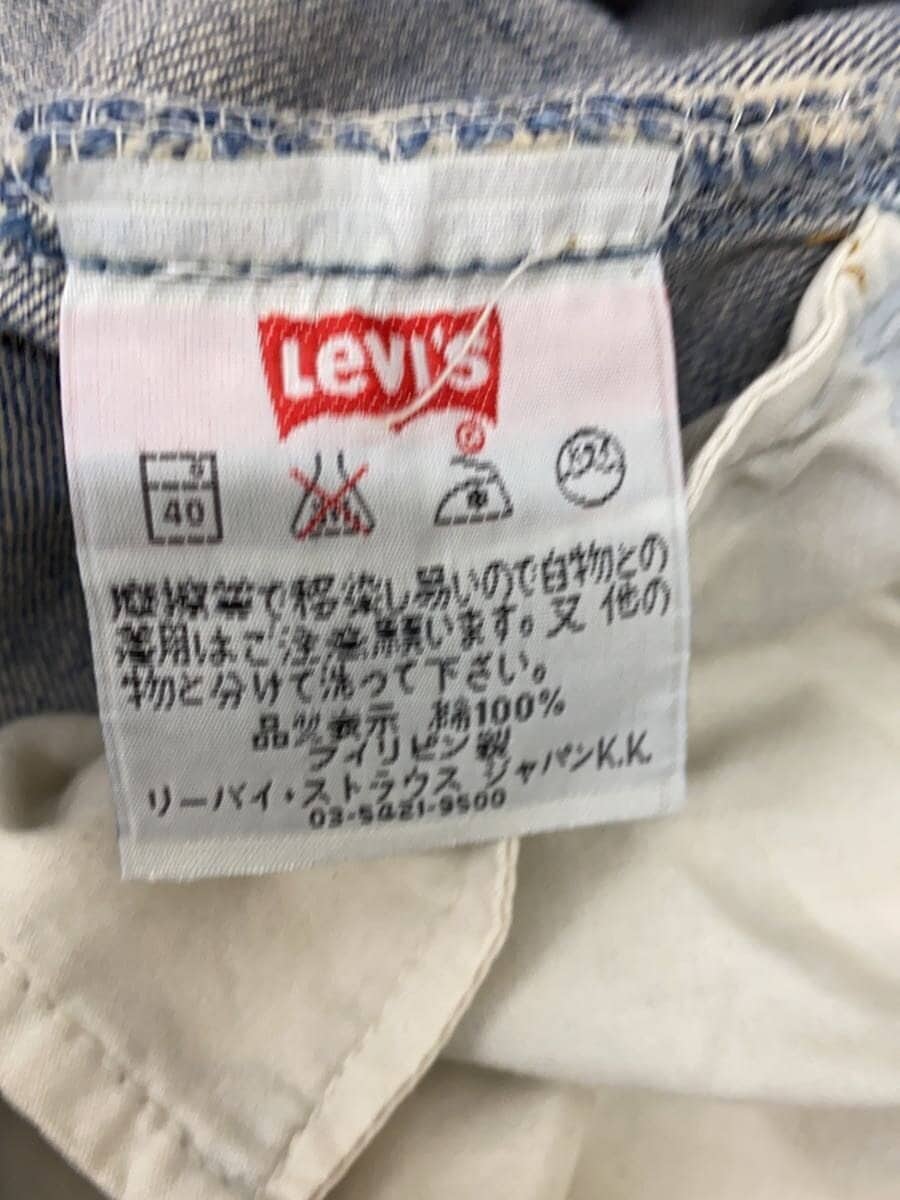 Levi's
40
摩擦等で移染し易いので白物との
着用はご注意願います。又 他の
物と分けて洗って下さい。
品質表示 綿100%
フィリピン製
リーバイ・ストラウス ジャパンK.K.
03-5421-9500